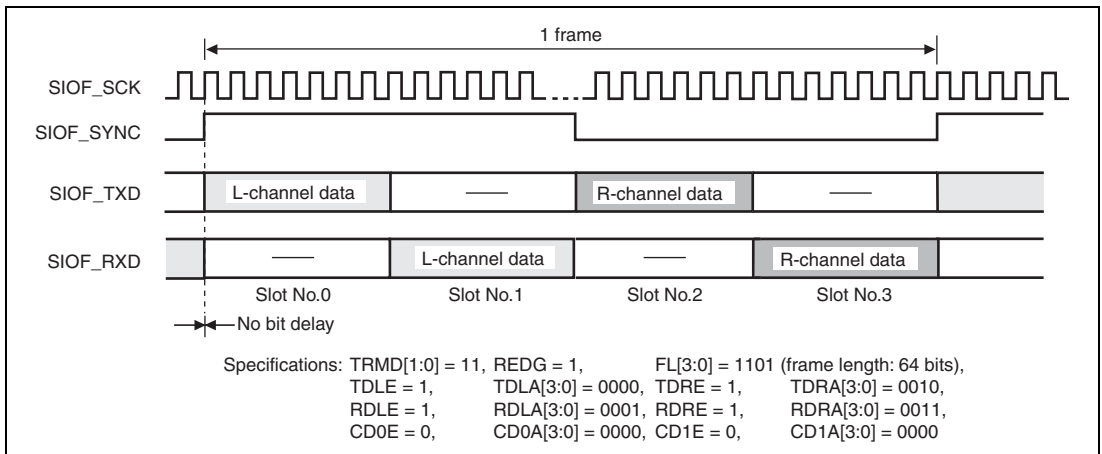 1 frame
SIOF_SCK
SIOF_SYNC
SIOF_TXD L-channel data — R-channel data —
SIOF_RXD — L-channel data — R-channel data
Slot No.0 Slot No.1 Slot No.2 Slot No.3
No bit delay
Specifications: TRMD[1:0] = 11, REDG = 1, FL[3:0] = 1101 (frame length: 64 bits),
TDLE = 1, TDLA[3:0] = 0000, TDRE = 1, TDRA[3:0] = 0010,
RDLE = 1, RDLA[3:0] = 0001, RDRE = 1, RDRA[3:0] = 0011,
CD0E = 0, CD0A[3:0] = 0000, CD1E = 0, CD1A[3:0] = 0000